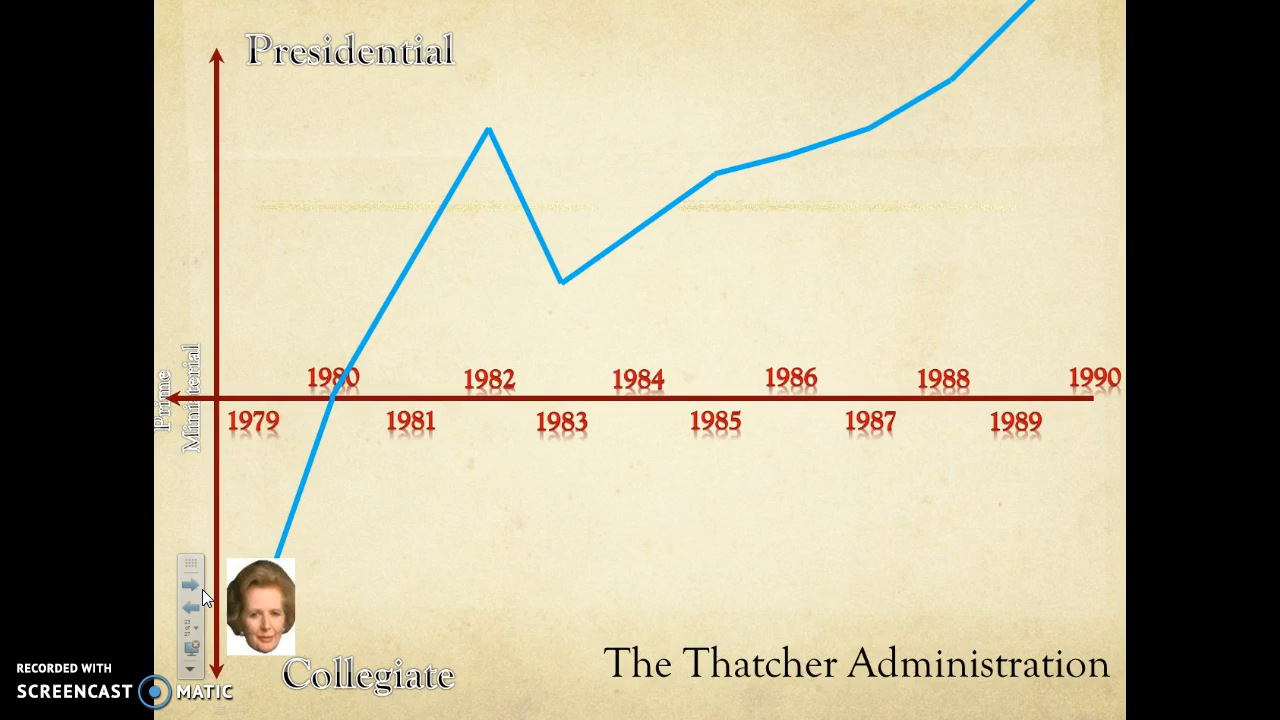 Presidential
Prime
Ministerial
1980 1982 1984 1986 1988 1990
1979 1981 1983 1985 1987 1989
Collegiate
The Thatcher Administration
RECORDED WITH
SCREENCAST MATIC